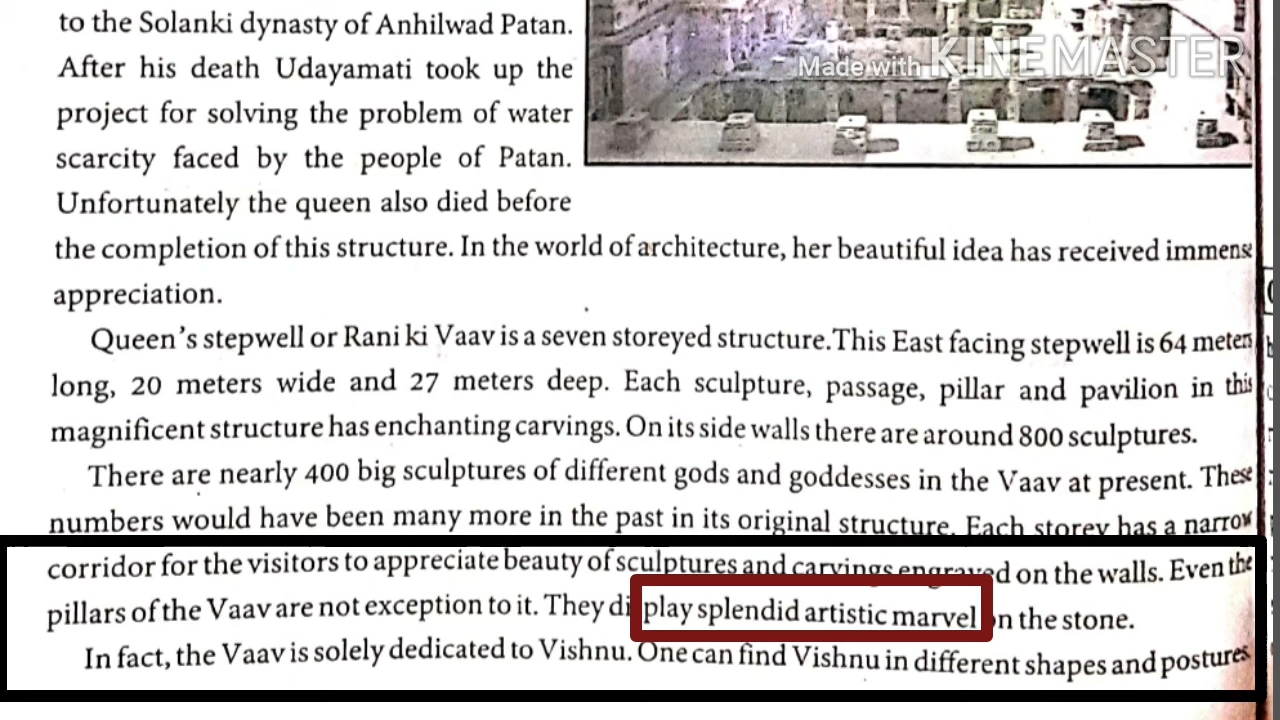 to the Solanki dynasty of Anhilwad Patan.
Made with KINEMASTER
After his death Udayamati took up the
project for solving the problem of water
scarcity faced by the people of Patan.
Unfortunately the queen also died before
the completion of this structure. In the world of architecture, her beautiful idea has received immense
appreciation.
Queen's stepwell or Rani ki Vaav is a seven storeyed structure.This East facing stepwell is 64 meters
long, 20 meters wide and 27 meters deep. Each sculpture, passage, pillar and pavilion in this
magnificent structure has enchanting carvings. On its side walls there are around 800 sculptures.
There are nearly 400 big sculptures of different gods and goddesses in the Vaav at present. These
numbers would have been many more in the past in its original structure. Each storey has a narrow
corridor for the visitors to appreciate beauty of sculptures and carvings engraved on the walls. Even the
pillars of the Vaav are not exception to it. They di play splendid artistic marvel on the stone.
In fact, the Vaav is solely dedicated to Vishnu. One can find Vishnu in different shapes and postures